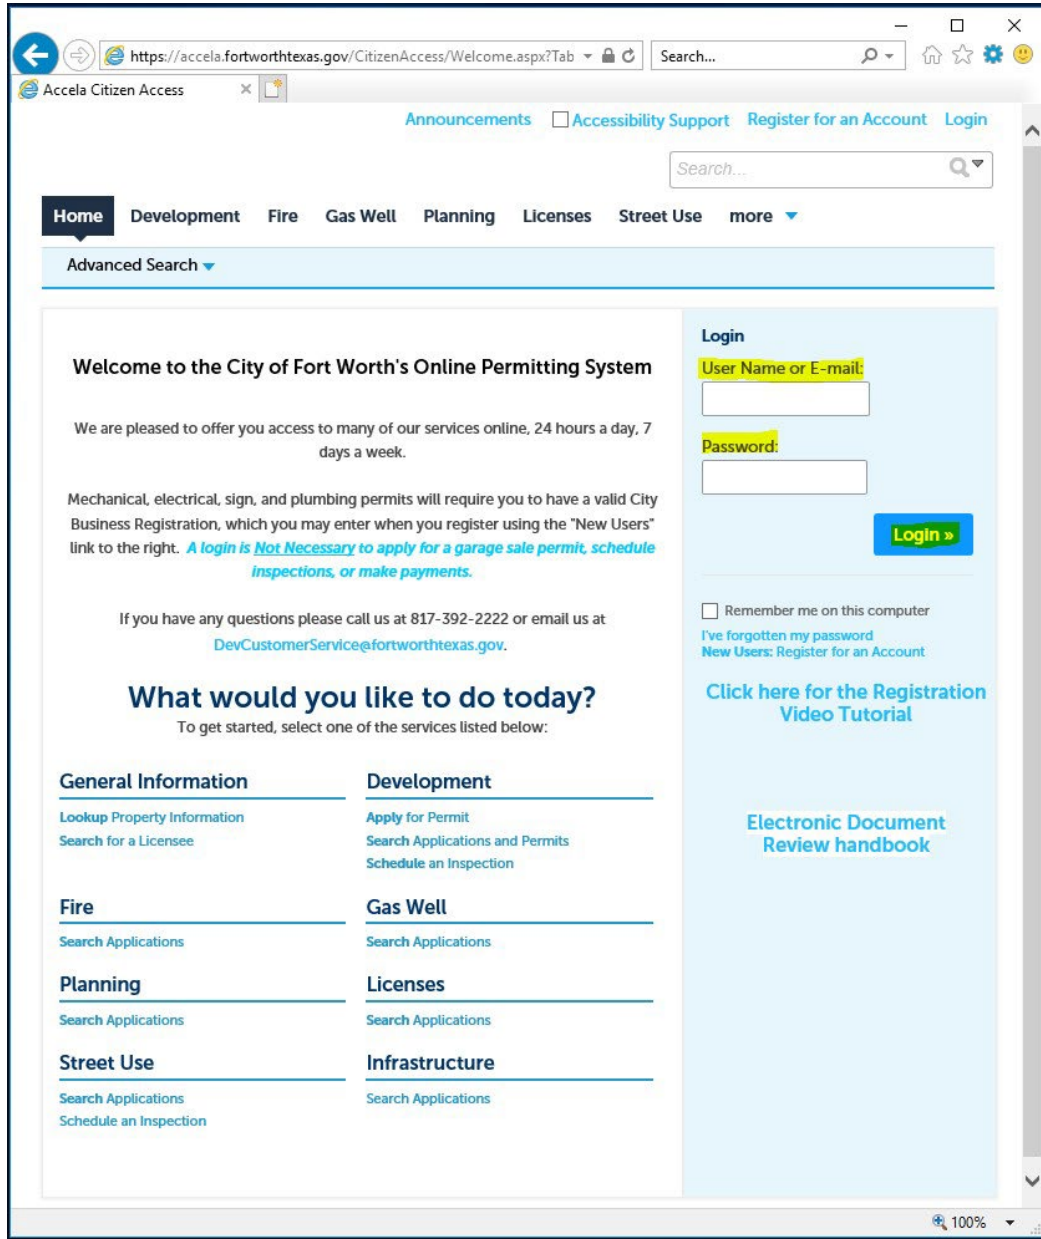 https://accela.fortworthtexas.gov/CitizenAccess/Welcome.aspx?Tab
Search...
Accela Citizen Access
Announcements Accessibility Support Register for an Account Login
Search...
Home Development Fire Gas Well Planning Licenses Street Use more
Advanced Search
Welcome to the City of Fort Worth's Online Permitting System
We are pleased to offer you access to many of our services online, 24 hours a day, 7
days a week.
Mechanical, electrical, sign, and plumbing permits will require you to have a valid City
Business Registration, which you may enter when you register using the "New Users"
link to the right. A login is Not Necessary to apply for a garage sale permit, schedule
inspections, or make payments.
If you have any questions please call us at 817-392-2222 or email us at
DevCustomerService@fortworthtexas.gov.
What would you like to do today?
To get started, select one of the services listed below:
General Information
Lookup Property Information
Search for a Licensee
Development
Apply for Permit
Search Applications and Permits
Schedule an Inspection
Fire
Search Applications
Gas Well
Search Applications
Planning
Search Applications
Licenses
Search Applications
Street Use
Search Applications
Schedule an Inspection
Infrastructure
Search Applications
Login
User Name or E-mail:
Password:
Login »
Remember me on this computer
I've forgotten my password
New Users: Register for an Account
Click here for the Registration
Video Tutorial
Electronic Document
Review handbook
100%